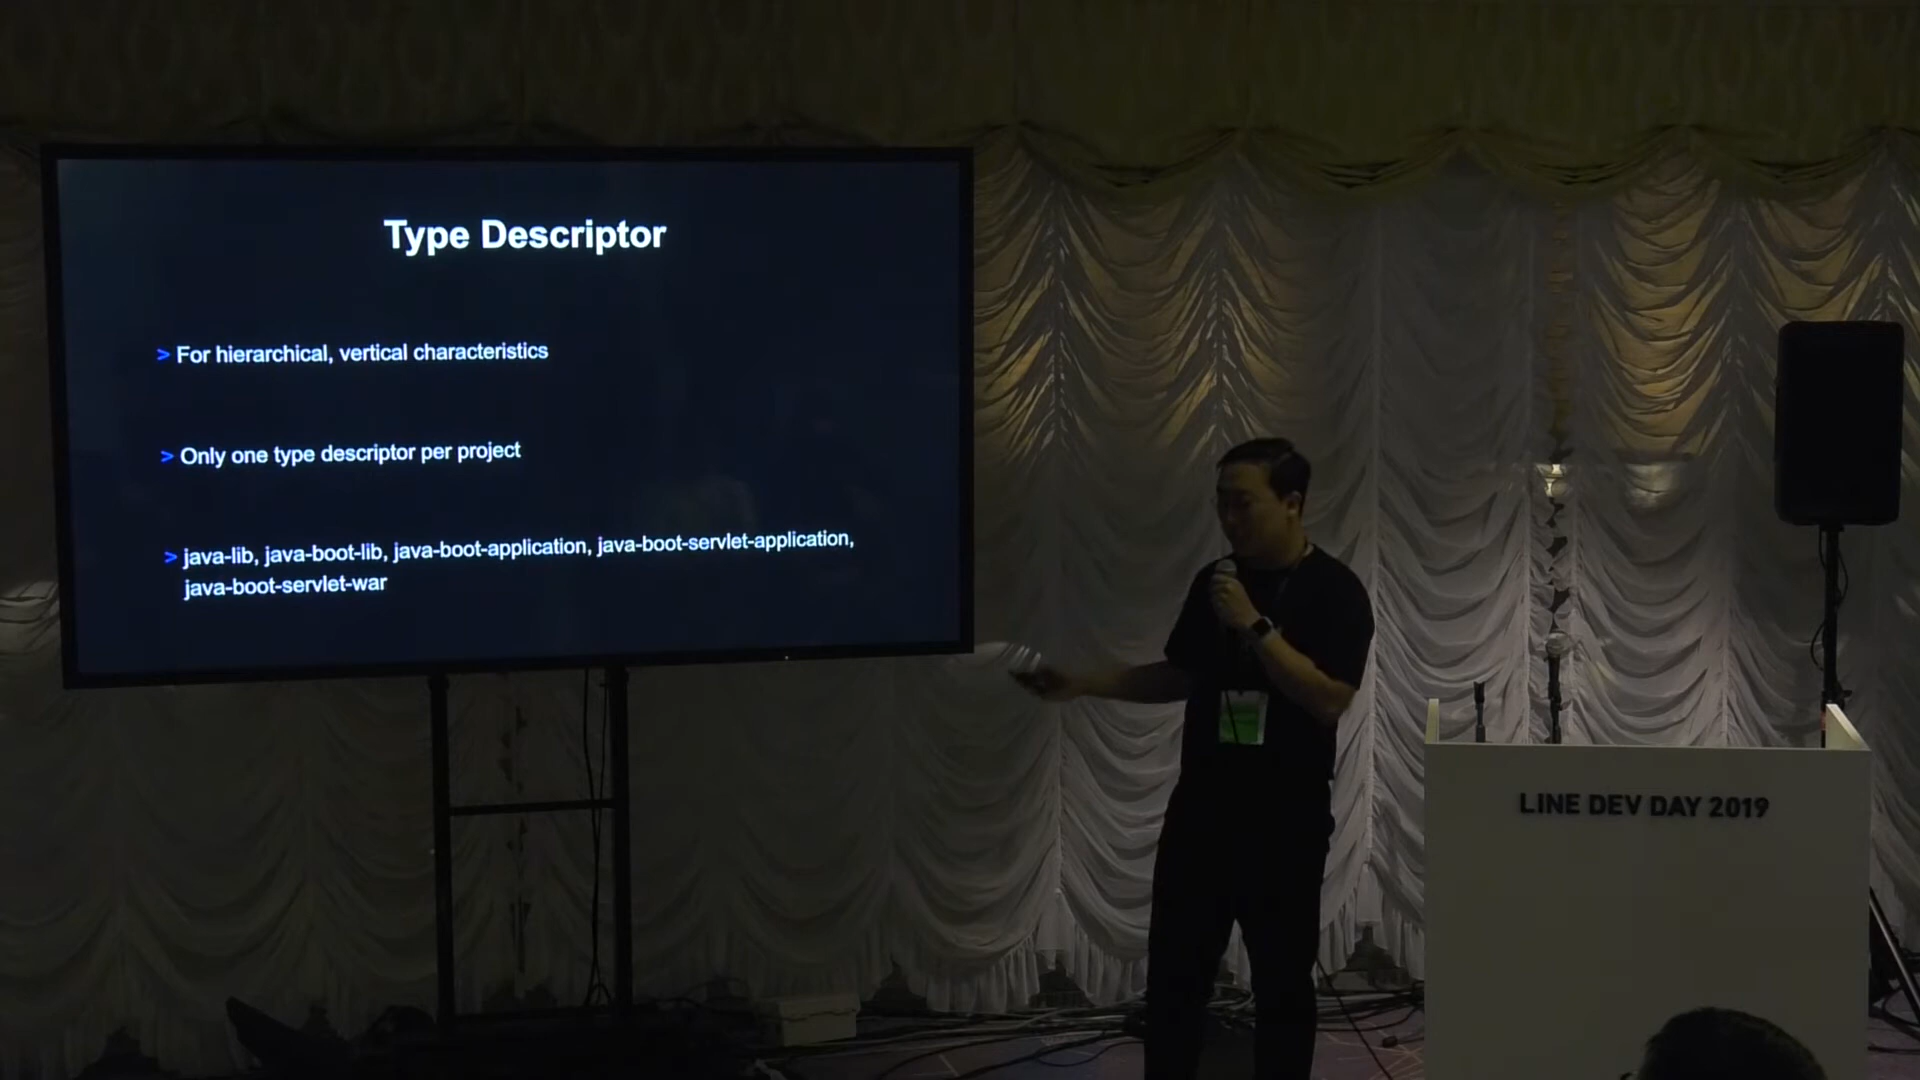 Type Descriptor
> For hierarchical, vertical characteristics
> Only one type descriptor per project
> java-lib, java-boot-lib, java-boot-application, java-boot-servlet-application,
java-boot-servlet-war
LINE DEV DAY 2019